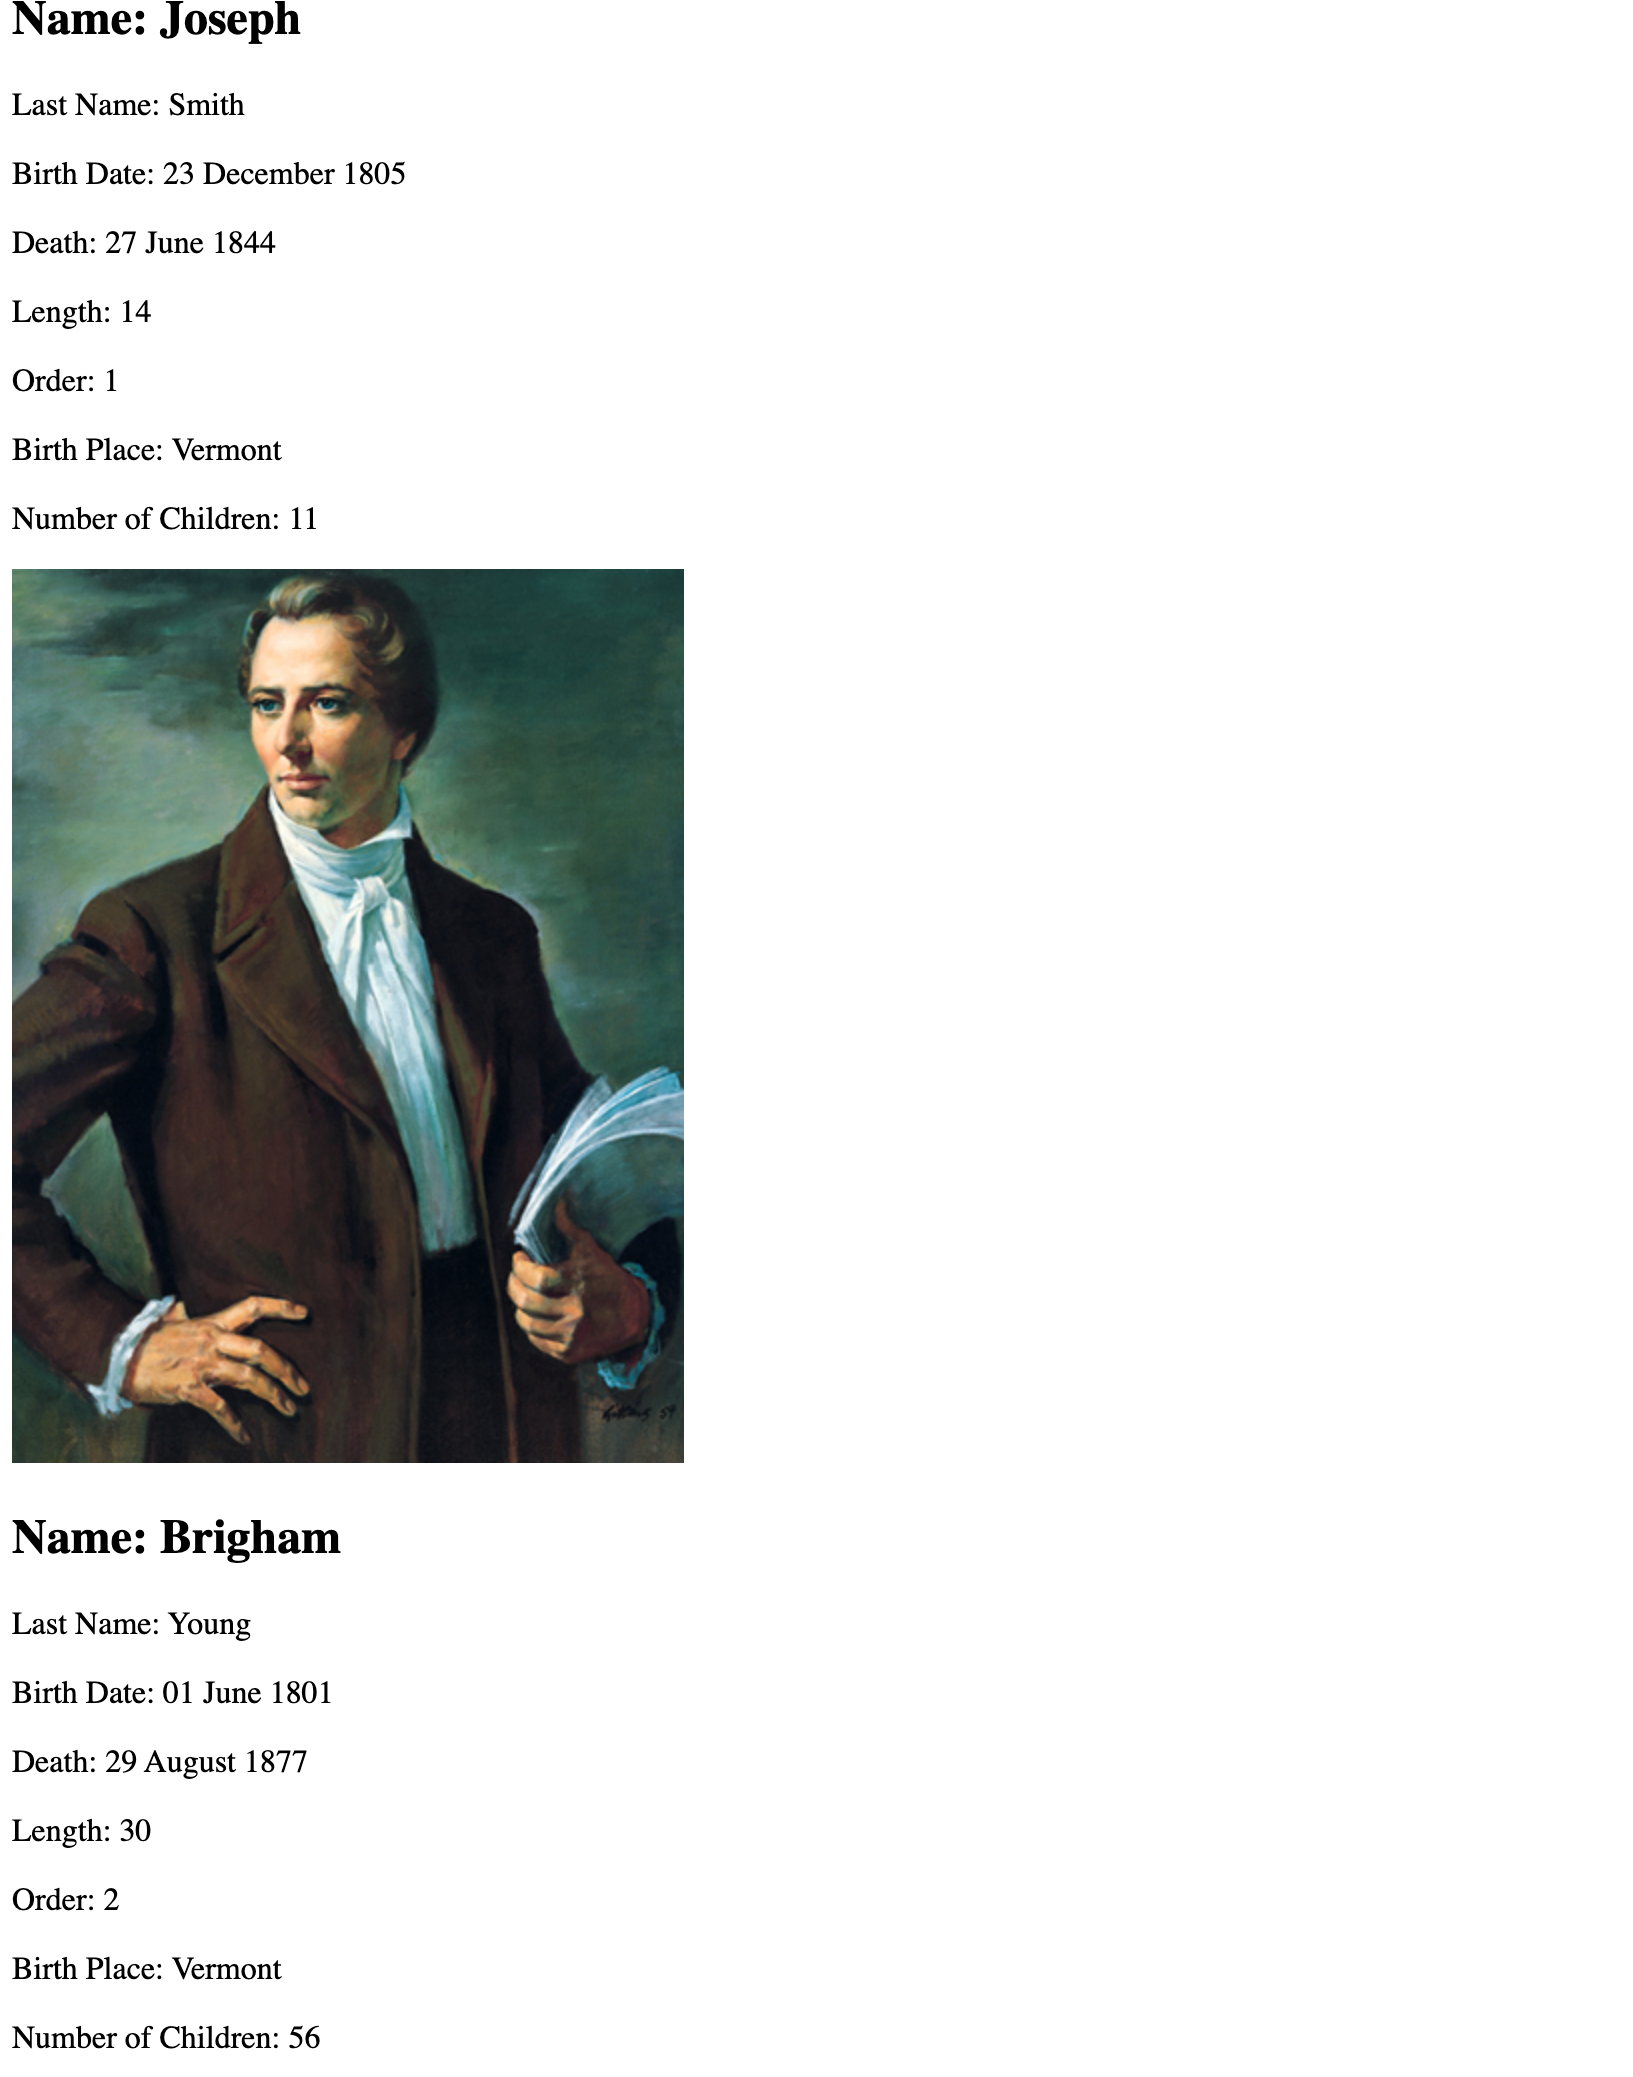 Name: Joseph
Last Name: Smith
Birth Date: 23 December 1805
Death: 27 June 1844
Length: 14
Order: 1
Birth Place: Vermont
Number of Children: 11
Name: Brigham
Last Name: Young
Birth Date: 01 June 1801
Death: 29 August 1877
Length: 30
Order: 2
Birth Place: Vermont
Number of Children: 56